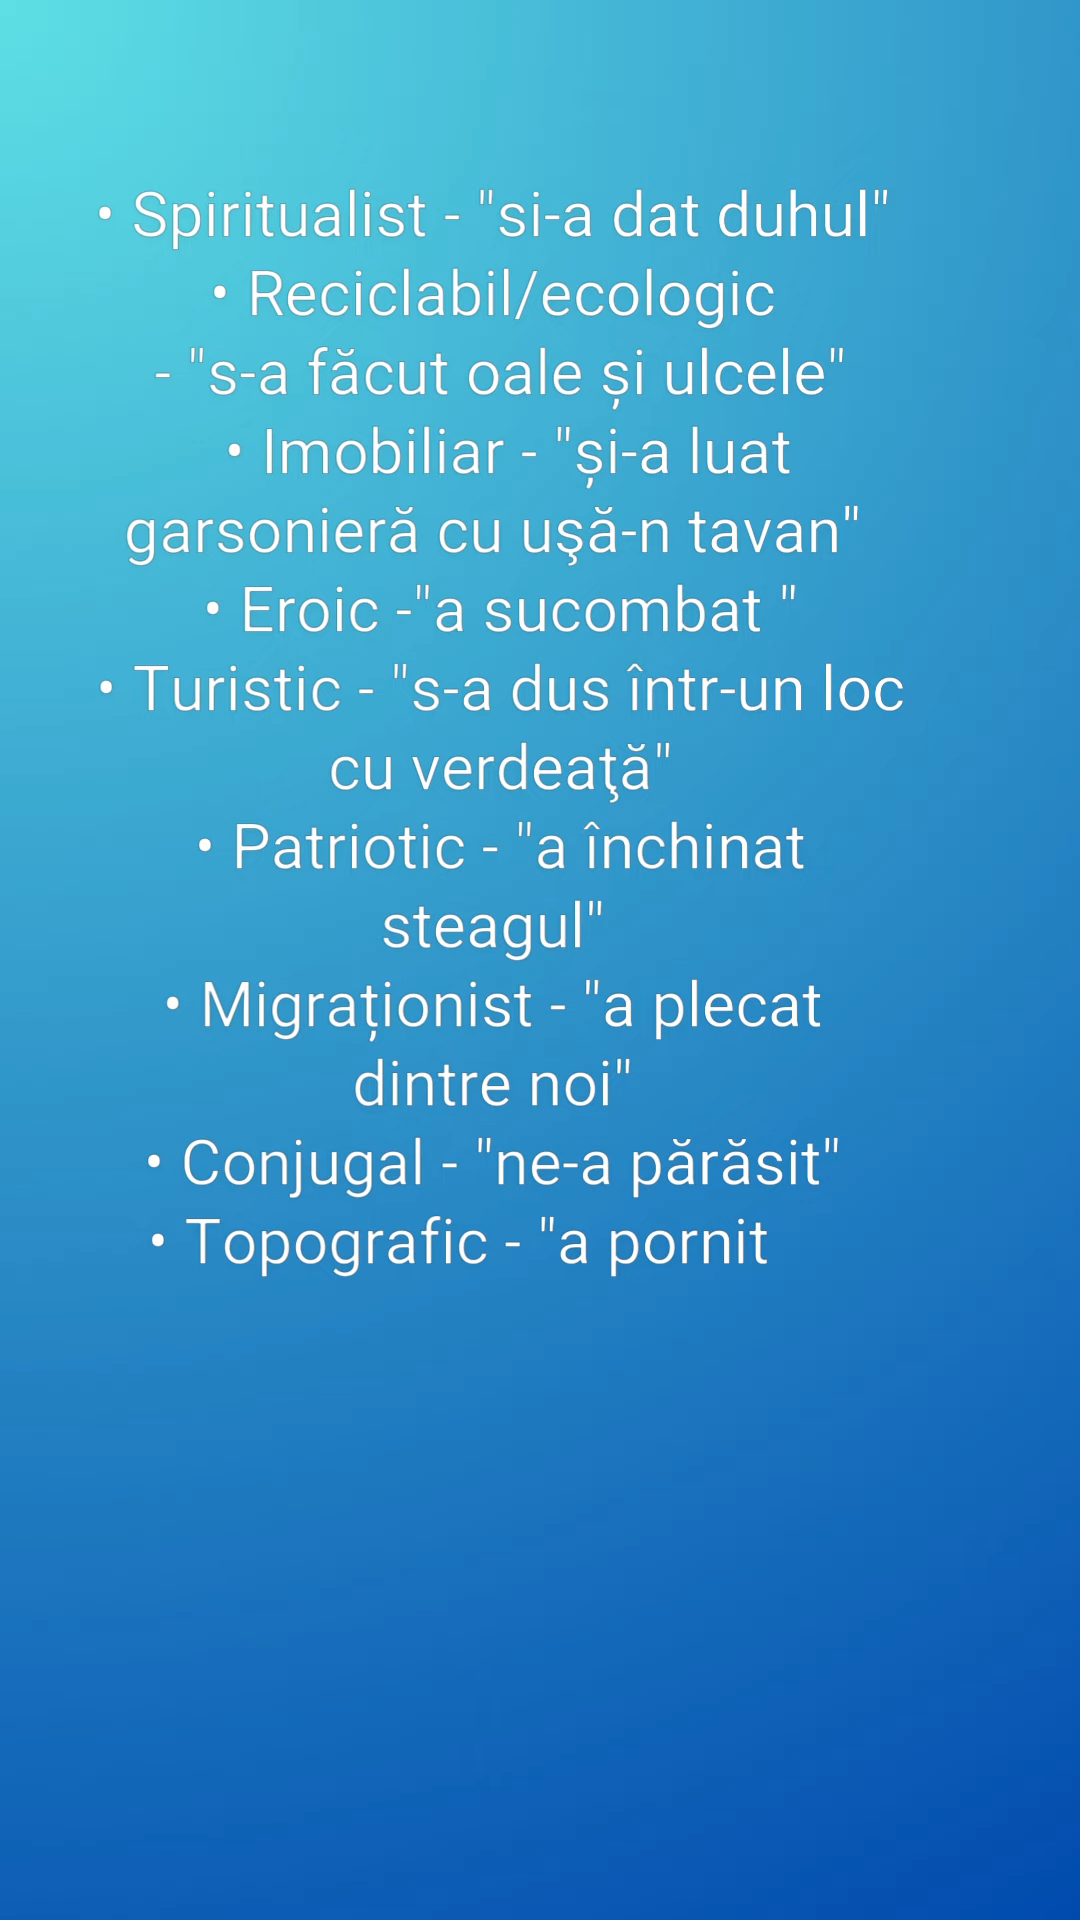 • Spiritualist - "si-a dat duhul"
• Reciclabil/ecologic
- "s-a făcut oale și ulcele"
• Imobiliar - "și-a luat
garsonieră cu uşă-n tavan"
• Eroic -"a sucombat "
• Turistic - "s-a dus într-un loc
cu verdeaţă"
• Patriotic - "a închinat
steagul"
• Migraționist - "a plecat
dintre noi"
• Conjugal - "ne-a părăsit"
• Topografic - "a pornit